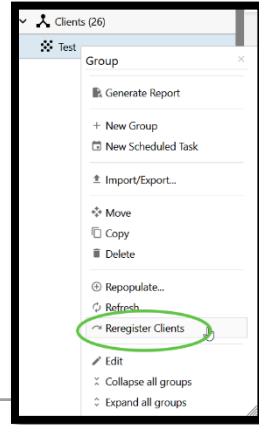 Clients (26)
Test
Group
Generate Report
New Group
New Scheduled Task
Import/Export...
Move
Copy
Delete
Repopulate...
Refresh
Reregister Clients
Edit
Collapse all groups
Expand all groups